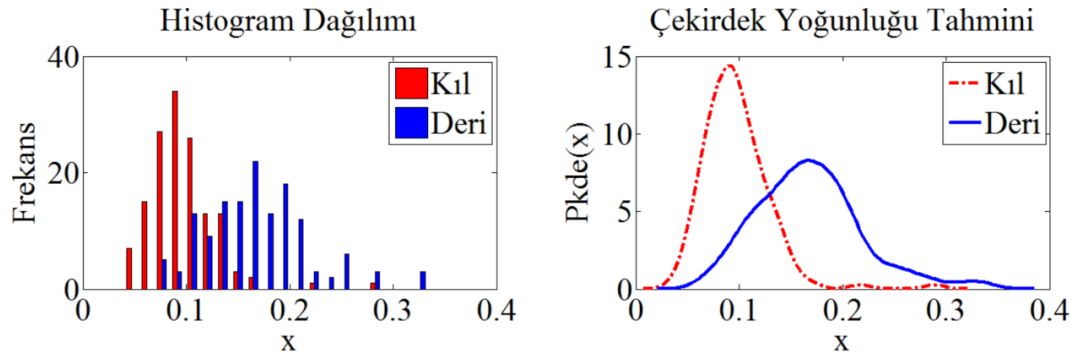 Histogram Dağılımı
40
20
0
Frekans
Kıl
Deri
0
0.1
0.2
0.3
0.4
x
Çekirdek Yoğunluğu Tahmini
15
10
5
0
Pkde(x)
Kıl
Deri
0
0.1
0.2
0.3
0.4
x